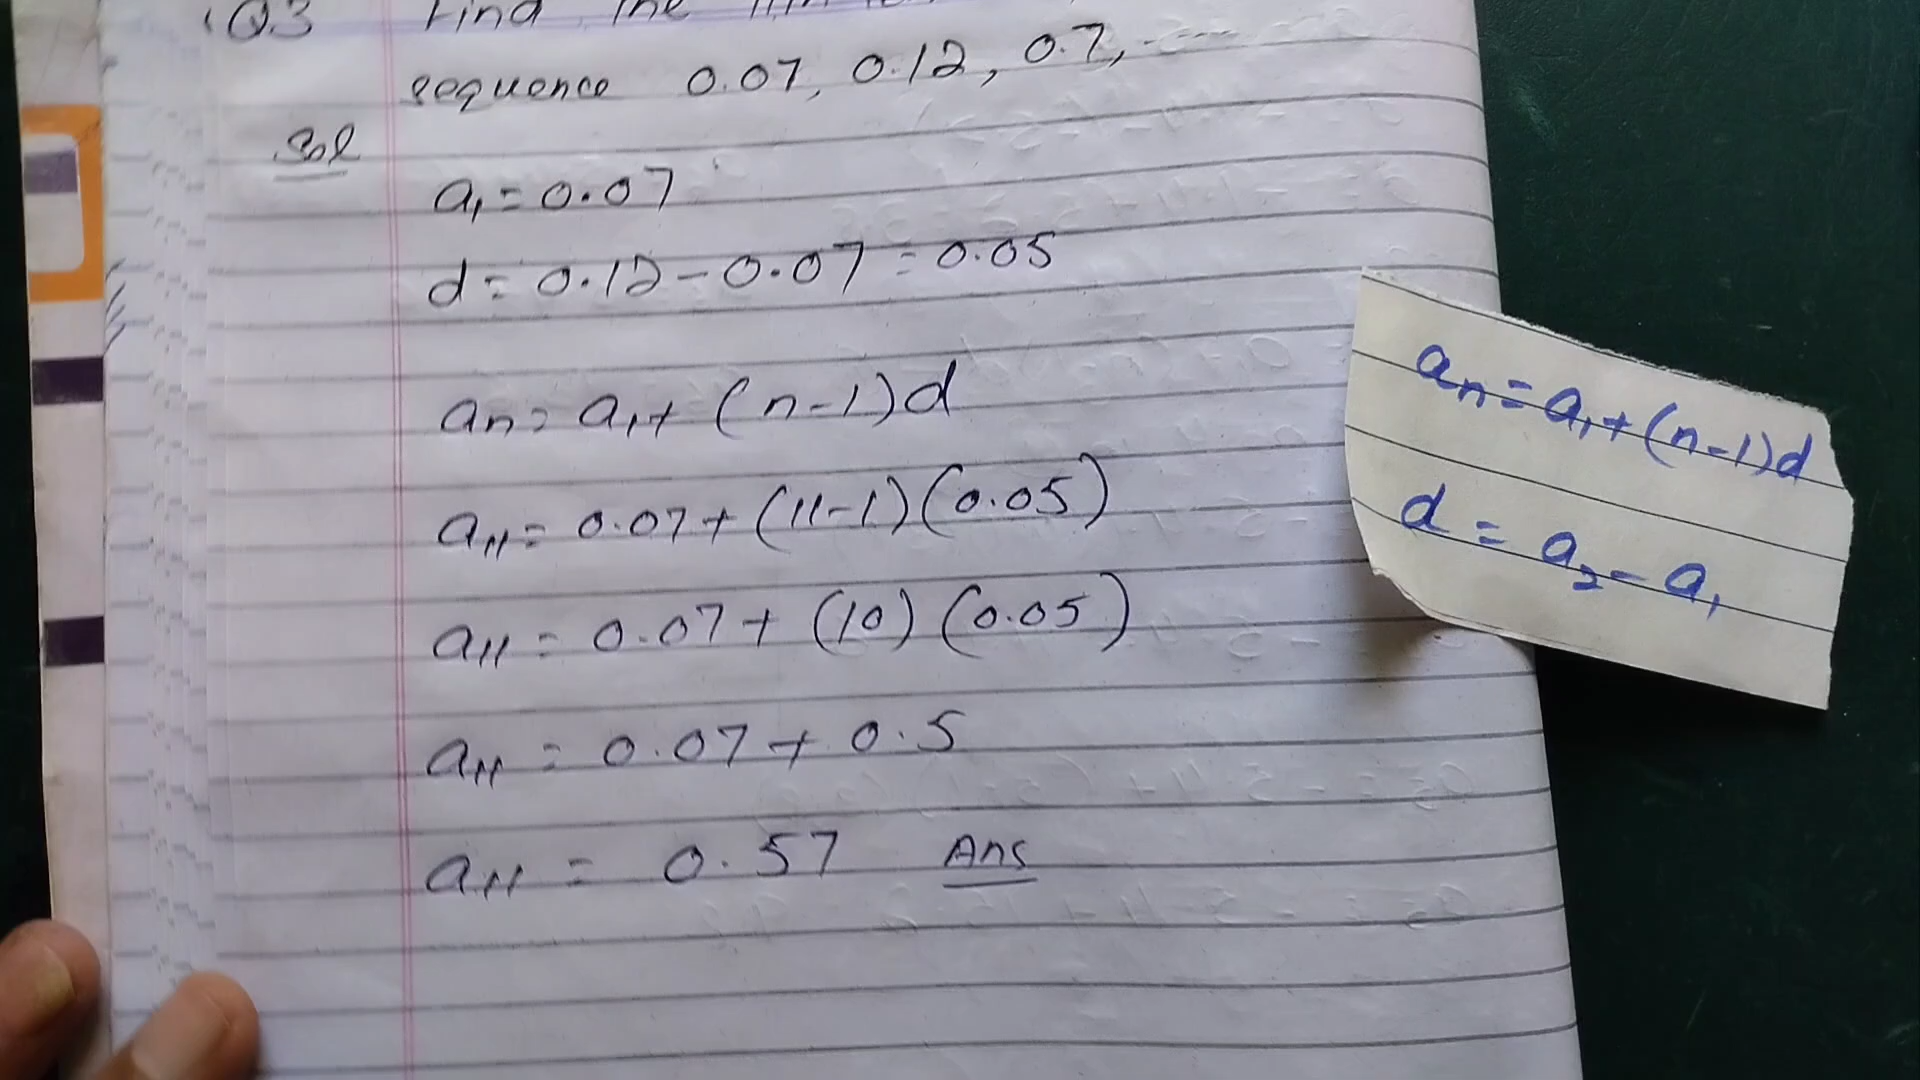 Q3 Find the
sequence 0.07, 0.12, 0.7, ----
Sol
a₁ = 0.07
d = 0.12 - 0.07 = 0.05
an = a₁ + (n-1)d
a₁₁ = 0.07 + (11-1)(0.05)
a₁₁ = 0.07 + (10)(0.05)
a₁₁ = 0.07 + 0.5
a₁₁ = 0.57 Ans
an = a₁ + (n-1)d
d = a₂ - a₁